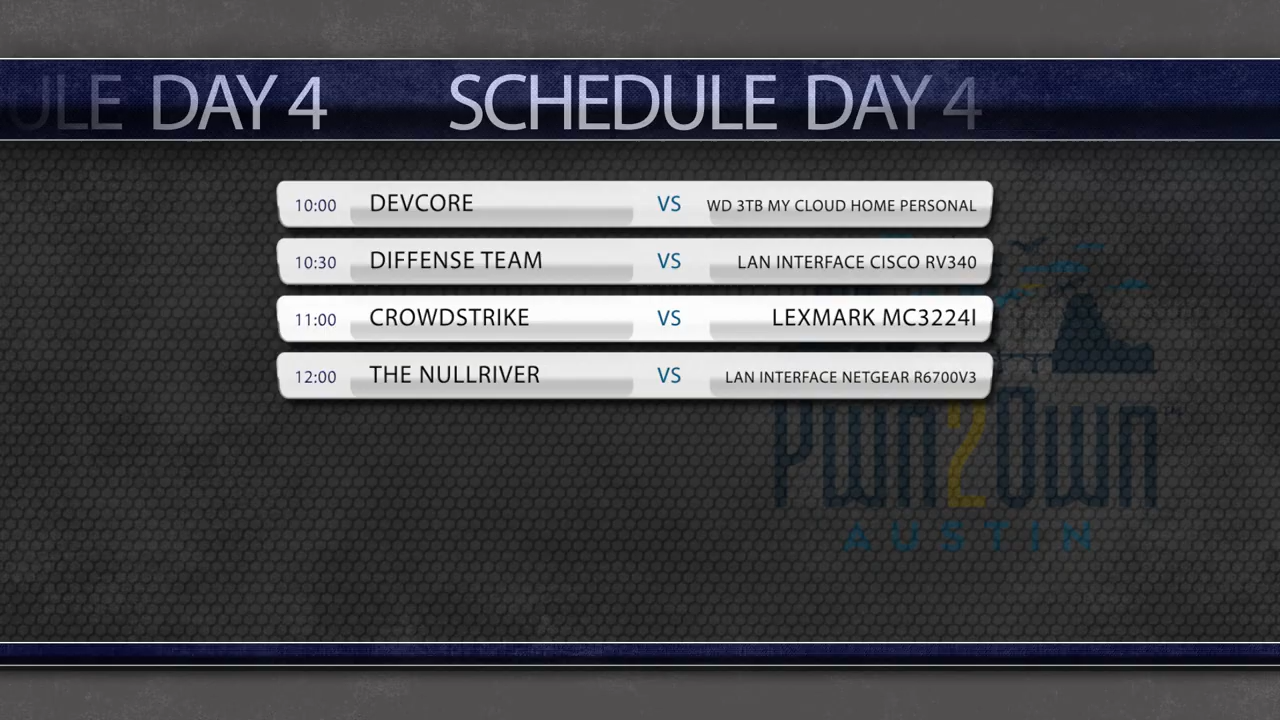 ULE DAY 4 SCHEDULE DAY 4
10:00 DEVCORE VS WD 3TB MY CLOUD HOME PERSONAL
10:30 DIFFENSE TEAM VS LAN INTERFACE CISCO RV340
11:00 CROWDSTRIKE VS LEXMARK MC3224I
12:00 THE NULLRIVER VS LAN INTERFACE NETGEAR R6700V3
PWN2OWN™
AUSTIN